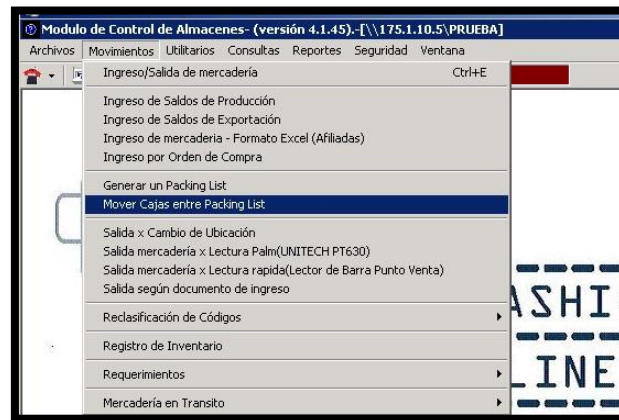 Modulo de Control de Almacenes- (versión 4.1.45).-[\\175.1.10.5\PRUEBA]
Archivos Movimientos Utilitarios Consultas Reportes Seguridad Ventana
Ingreso/Salida de mercadería Ctrl+E
Ingreso de Saldos de Producción
Ingreso de Saldos de Exportación
Ingreso de mercaderia - Formato Excel (Afiliadas)
Ingreso por Orden de Compra
Generar un Packing List
Mover Cajas entre Packing List
Salida x Cambio de Ubicación
Salida mercadería x Lectura Palm(UNITECH PT630)
Salida mercadería x Lectura rapida(Lector de Barra Punto Venta)
Salida según documento de ingreso
Reclasificación de Códigos
Registro de Inventario
Requerimientos
Mercadería en Transito
ASHI
LINE